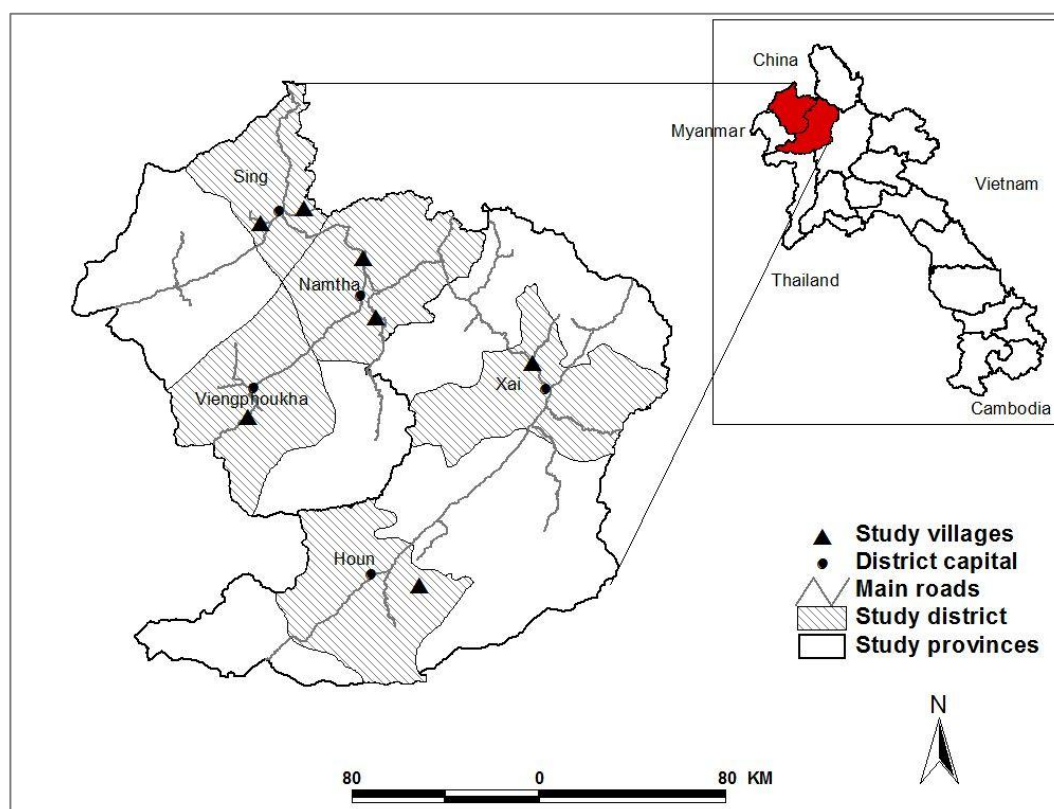 China
Myanmar
Vietnam
Thailand
Cambodia
Sing
Namtha
Viengphoukha
Xai
Houn
Study villages
District capital
Main roads
Study district
Study provinces
N
80 0 80 KM